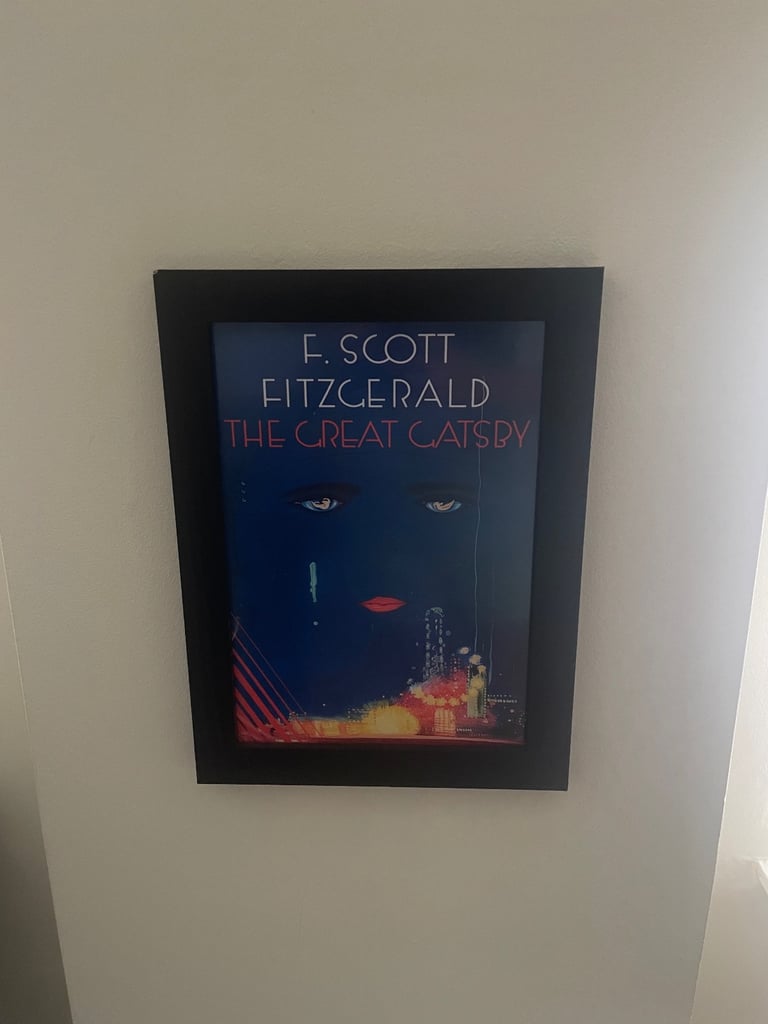 F. SCOTT
FITZGERALD
THE GREAT GATSBY